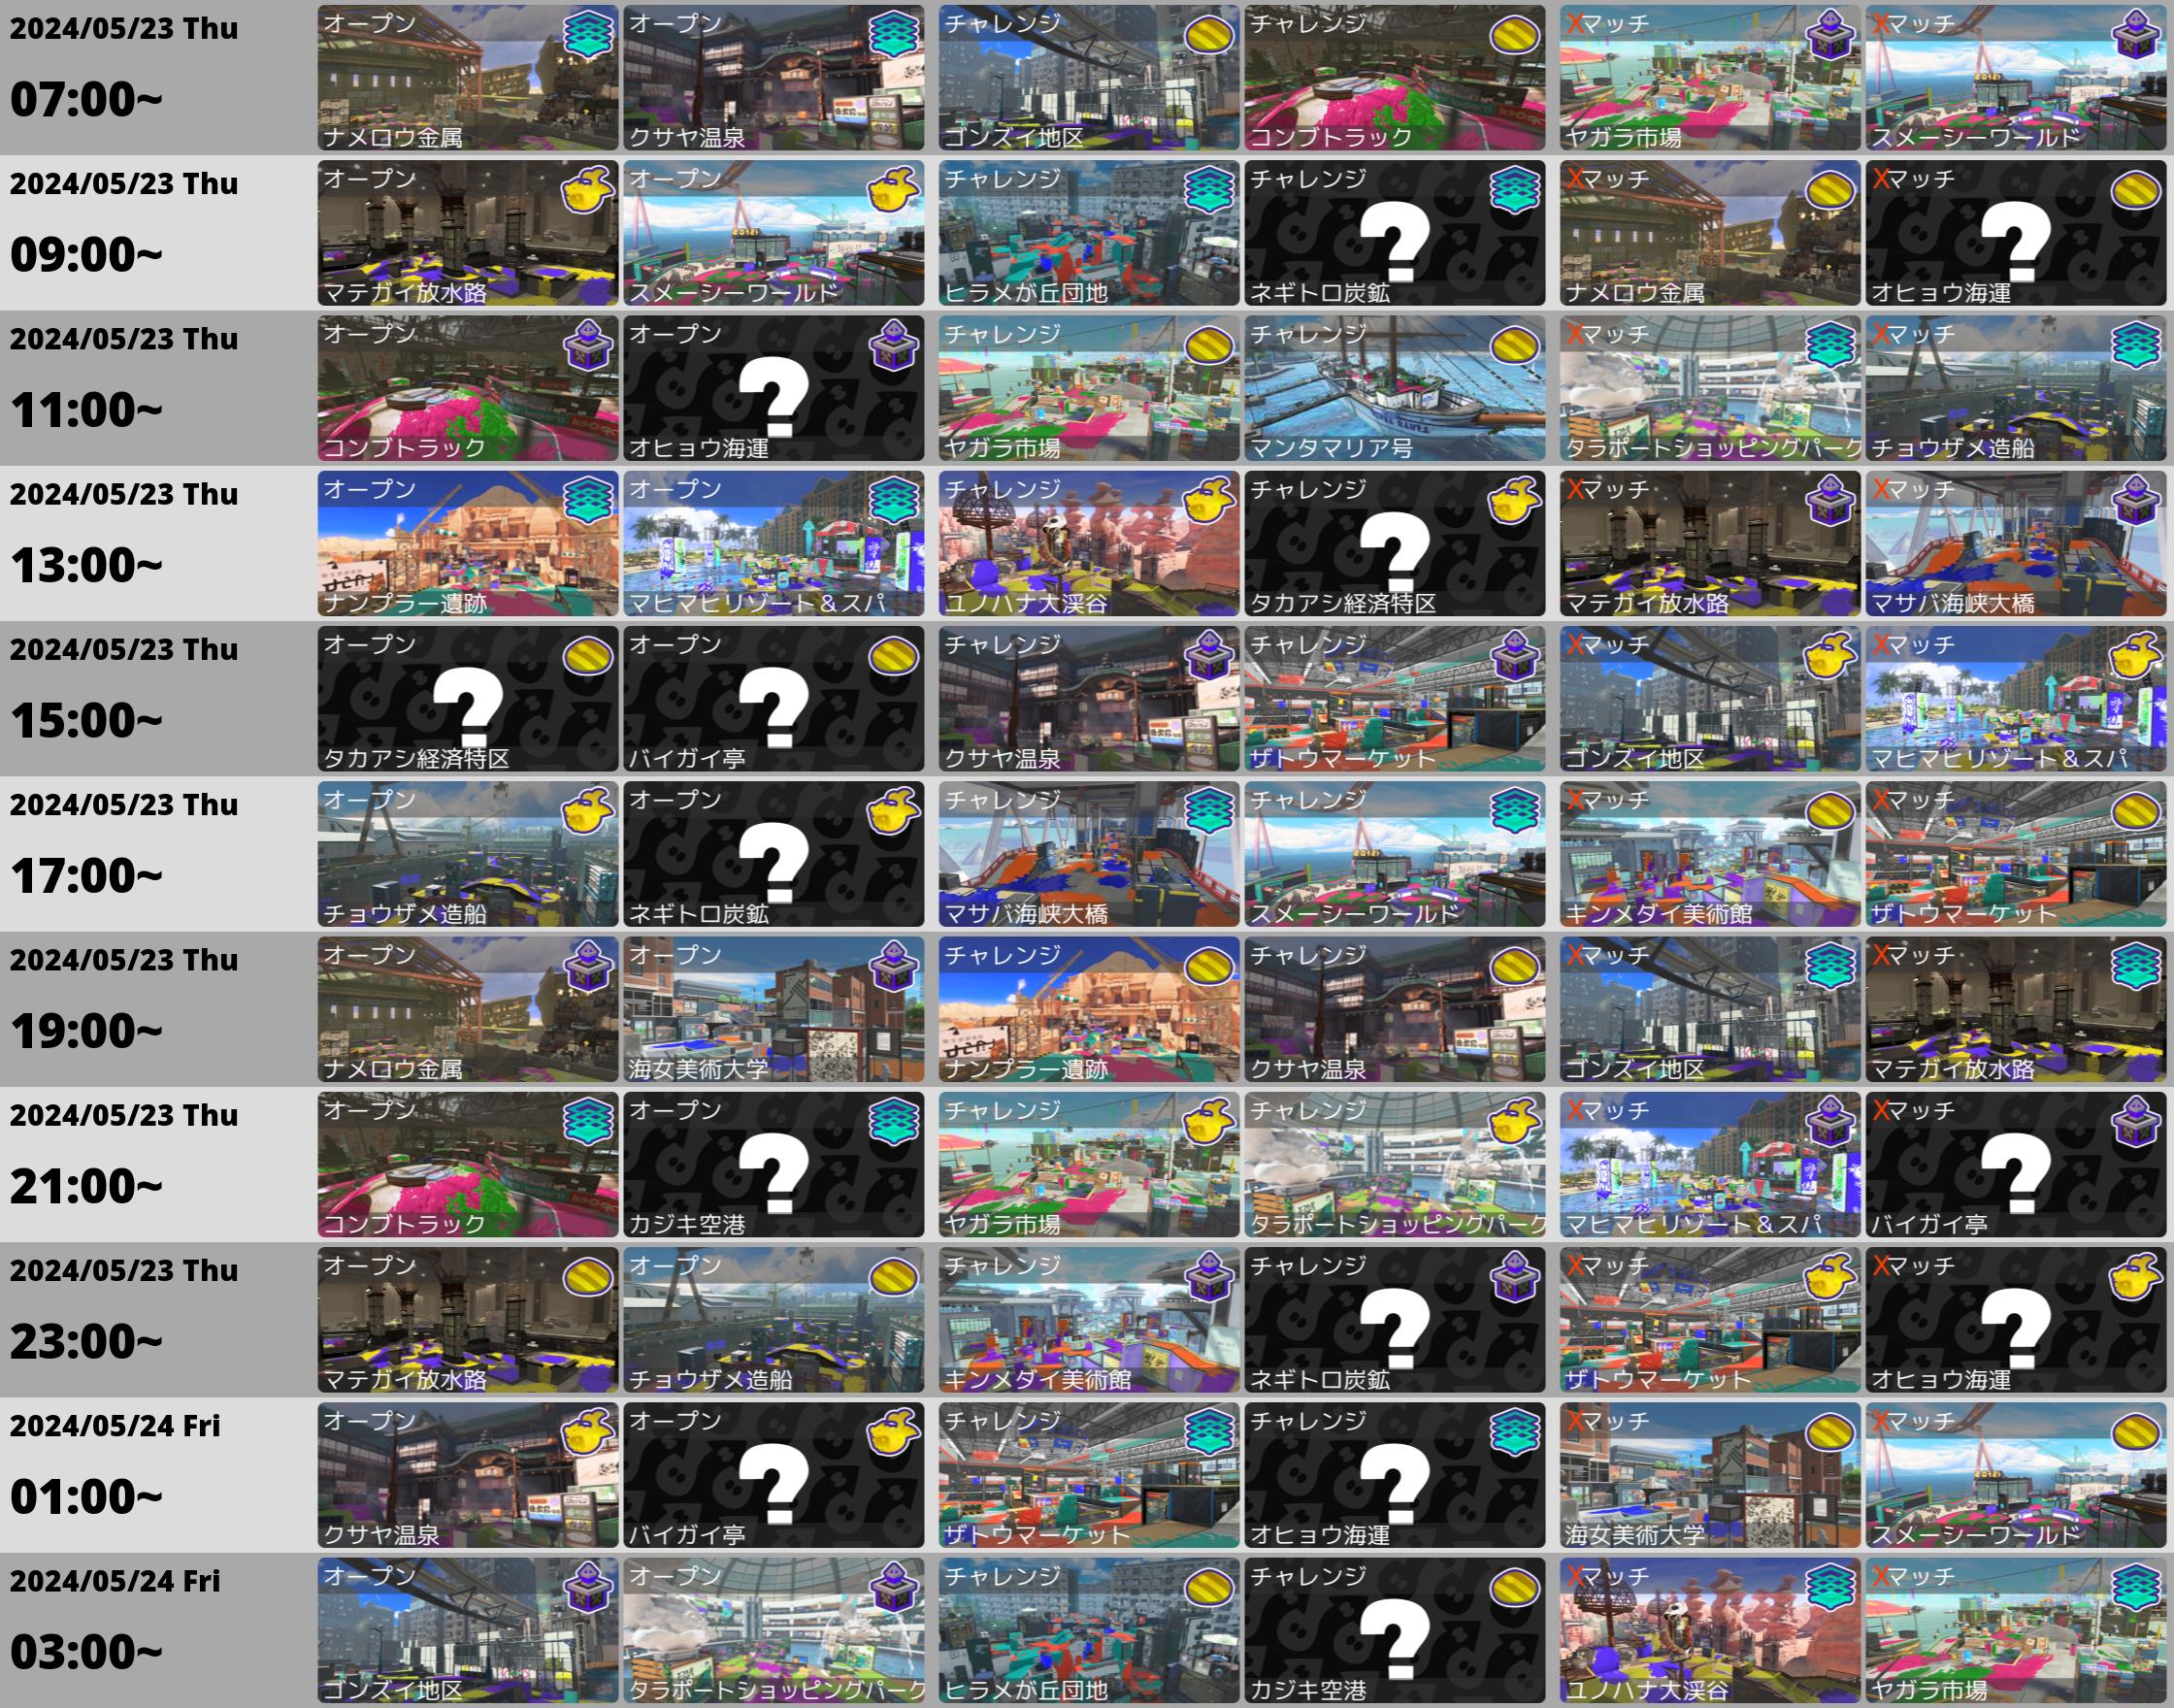 2024/05/23 Thu
07:00~
オープン
ナメロウ金属
オープン
クサヤ温泉
チャレンジ
ゴンズイ地区
チャレンジ
コンブトラック
Xマッチ
ヤガラ市場
Xマッチ
スメーシーワールド
2024/05/23 Thu
09:00~
オープン
マテガイ放水路
オープン
スメーシーワールド
チャレンジ
ヒラメが丘団地
チャレンジ
?
ネギトロ炭鉱
Xマッチ
ナメロウ金属
Xマッチ
?
オヒョウ海運
2024/05/23 Thu
11:00~
オープン
コンブトラック
オープン
?
オヒョウ海運
チャレンジ
ヤガラ市場
チャレンジ
マンタマリア号
Xマッチ
タラポートショッピングパーク
Xマッチ
チョウザメ造船
2024/05/23 Thu
13:00~
オープン
ナンプラー遺跡
オープン
マヒマヒリゾート&スパ
チャレンジ
ユノハナ大渓谷
チャレンジ
?
タカアシ経済特区
Xマッチ
マテガイ放水路
Xマッチ
マサバ海峡大橋
2024/05/23 Thu
15:00~
オープン
?
タカアシ経済特区
オープン
?
バイガイ亭
チャレンジ
クサヤ温泉
チャレンジ
ザトウマーケット
Xマッチ
ゴンズイ地区
Xマッチ
マヒマヒリゾート&スパ
2024/05/23 Thu
17:00~
オープン
チョウザメ造船
オープン
?
ネギトロ炭鉱
チャレンジ
マサバ海峡大橋
チャレンジ
スメーシーワールド
Xマッチ
キンメダイ美術館
Xマッチ
ザトウマーケット
2024/05/23 Thu
19:00~
オープン
ナメロウ金属
オープン
海女美術大学
チャレンジ
ナンプラー遺跡
チャレンジ
クサヤ温泉
Xマッチ
ゴンズイ地区
Xマッチ
マテガイ放水路
2024/05/23 Thu
21:00~
オープン
コンブトラック
オープン
?
カジキ空港
チャレンジ
ヤガラ市場
チャレンジ
タラポートショッピングパーク
Xマッチ
マヒマヒリゾート&スパ
Xマッチ
?
バイガイ亭
2024/05/23 Thu
23:00~
オープン
マテガイ放水路
オープン
チョウザメ造船
チャレンジ
キンメダイ美術館
チャレンジ
?
ネギトロ炭鉱
Xマッチ
ザトウマーケット
Xマッチ
?
オヒョウ海運
2024/05/24 Fri
01:00~
オープン
クサヤ温泉
オープン
?
バイガイ亭
チャレンジ
ザトウマーケット
チャレンジ
?
オヒョウ海運
Xマッチ
海女美術大学
Xマッチ
スメーシーワールド
2024/05/24 Fri
03:00~
オープン
ゴンズイ地区
オープン
タラポートショッピングパーク
チャレンジ
ヒラメが丘団地
チャレンジ
?
カジキ空港
Xマッチ
ユノハナ大渓谷
Xマッチ
ヤガラ市場